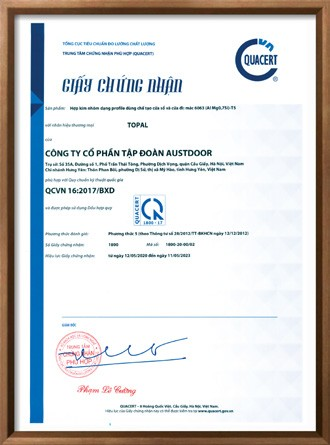 TỔNG CỤC TIÊU CHUẨN ĐO LƯỜNG CHẤT LƯỢNG
TRUNG TÂM CHỨNG NHẬN PHÙ HỢP (QUACERT)
QUACERT
GIẤY CHỨNG NHẬN
Sản phẩm: Hợp kim nhôm dạng profile dùng chế tạo cửa sổ và cửa đi: mác 6063 (Al Mg0,7Si)-T5
với nhãn hiệu thương mại TOPAL
của
CÔNG TY CỔ PHẦN TẬP ĐOÀN AUSTDOOR
Trụ sở: Số 35A, Đường số 1, Phố Trần Thái Tông, Phường Dịch Vọng, quận Cầu Giấy, Hà Nội, Việt Nam
Chi nhánh Hưng Yên: Thôn Phan Bôi, phường Dị Sử, thị xã Mỹ Hào, tỉnh Hưng Yên, Việt Nam
phù hợp với Quy chuẩn kỹ thuật quốc gia
QCVN 16:2017/BXD
và được phép sử dụng Dấu hợp quy
QUACERT
1800 - 17
Phương thức đánh giá: Phương thức 5 (theo Thông tư số 28/2012/TT-BKHCN ngày 12/12/2012)
Số Giấy chứng nhận: 1800 Mã số: 1800-20-00/02
Hiệu lực Giấy chứng nhận: từ ngày 12/05/2020 đến ngày 11/05/2023
GIÁM ĐỐC
TRUNG TÂM
CHỨNG NHẬN
PHÙ HỢP
Phạm Lê Cường
QUACERT - 8 Hoàng Quốc Việt, Cầu Giấy, Hà Nội, Việt Nam
www.quacert.gov.vn